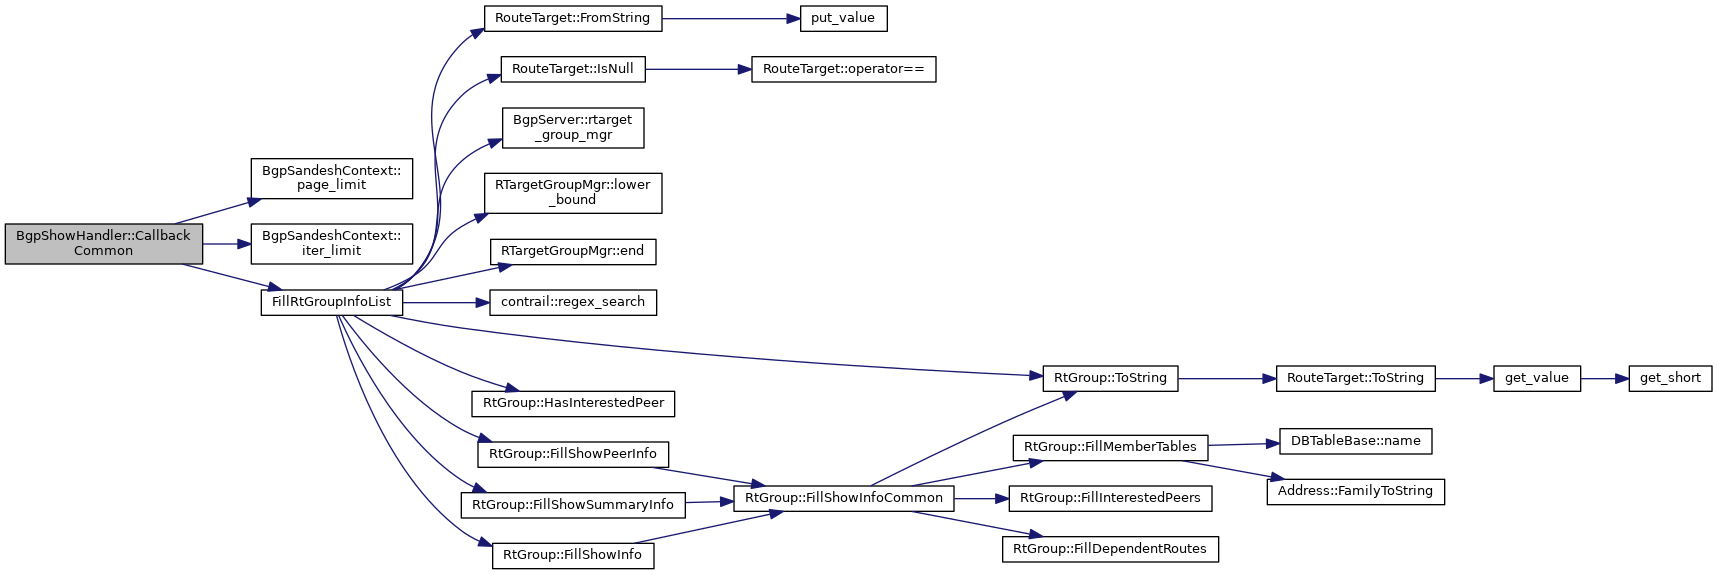 BgpShowHandler::Callback
Common
BgpSandeshContext::
page_limit
BgpSandeshContext::
iter_limit
FillRtGroupInfoList
RouteTarget::FromString
put_value
RouteTarget::IsNull
RouteTarget::operator==
BgpServer::rtarget
_group_mgr
RTargetGroupMgr::lower
_bound
RTargetGroupMgr::end
contrail::regex_search
RtGroup::ToString
RouteTarget::ToString
get_value
get_short
RtGroup::HasInterestedPeer
RtGroup::FillShowPeerInfo
RtGroup::FillShowSummaryInfo
RtGroup::FillShowInfo
RtGroup::FillShowInfoCommon
RtGroup::FillMemberTables
DBTableBase::name
Address::FamilyToString
RtGroup::FillInterestedPeers
RtGroup::FillDependentRoutes